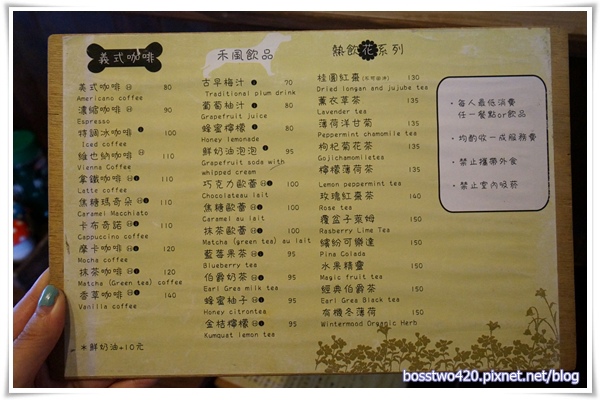 義式咖啡
美式咖啡 80
Americano coffee
濃縮咖啡 90
Espresso
特調冰咖啡 100
Iced coffee
維也納咖啡 110
Vienna Coffee
拿鐵咖啡 110
Latte coffee
焦糖瑪奇朵 120
Caramel Macchiato
卡布奇諾 120
Cappuccino coffee
摩卡咖啡 120
Mocha coffee
抹茶咖啡 120
Matcha (Green tea) coffee
香草咖啡 140
Vanilla coffee
*鮮奶油+10元
禾風飲品
古早梅汁 70
Traditional plum drink
葡萄柚汁 80
Grapefruit juice
蜂蜜檸檬 80
Honey lemonade
鮮奶油泡泡 95
Grapefruit soda with
whipped cream
巧克力歐蕾 100
Chocolateau lait
焦糖歐蕾 100
Caramel au lait
抹茶歐蕾 100
Matcha (green tea) au lait
藍莓果茶 95
Blueberry tea
伯爵奶茶 95
Earl Gres milk tea
蜂蜜柚子 95
Honey citrontea
金桔檸檬 95
Kumquat lemon tea
熱飲花系列
桂圓紅棗 130
Dried longan and jujube tea
薰衣草茶 135
Lavender tea
薄荷洋甘菊 135
Peppermint chamomile tea
枸杞菊花茶 135
Gojichamomiletea
檸檬薄荷茶 135
Lemon peppermint tea
玫瑰紅棗茶 140
Rose tea
覆盆子萊姆 150
Rasberry Lime Tea
繽紛可樂達 150
Pina Colada
水果精靈 150
Magic fruit tea
經典伯爵茶 150
Earl Gres Black tea
有機冬薄荷 150
Wintermood Organic Herb
·每人最低消費
任一餐點or飲品
·均酌收一成服務費
·禁止攜帶外食
·禁止室內吸菸
bosstwo420.pixnet.net/blog